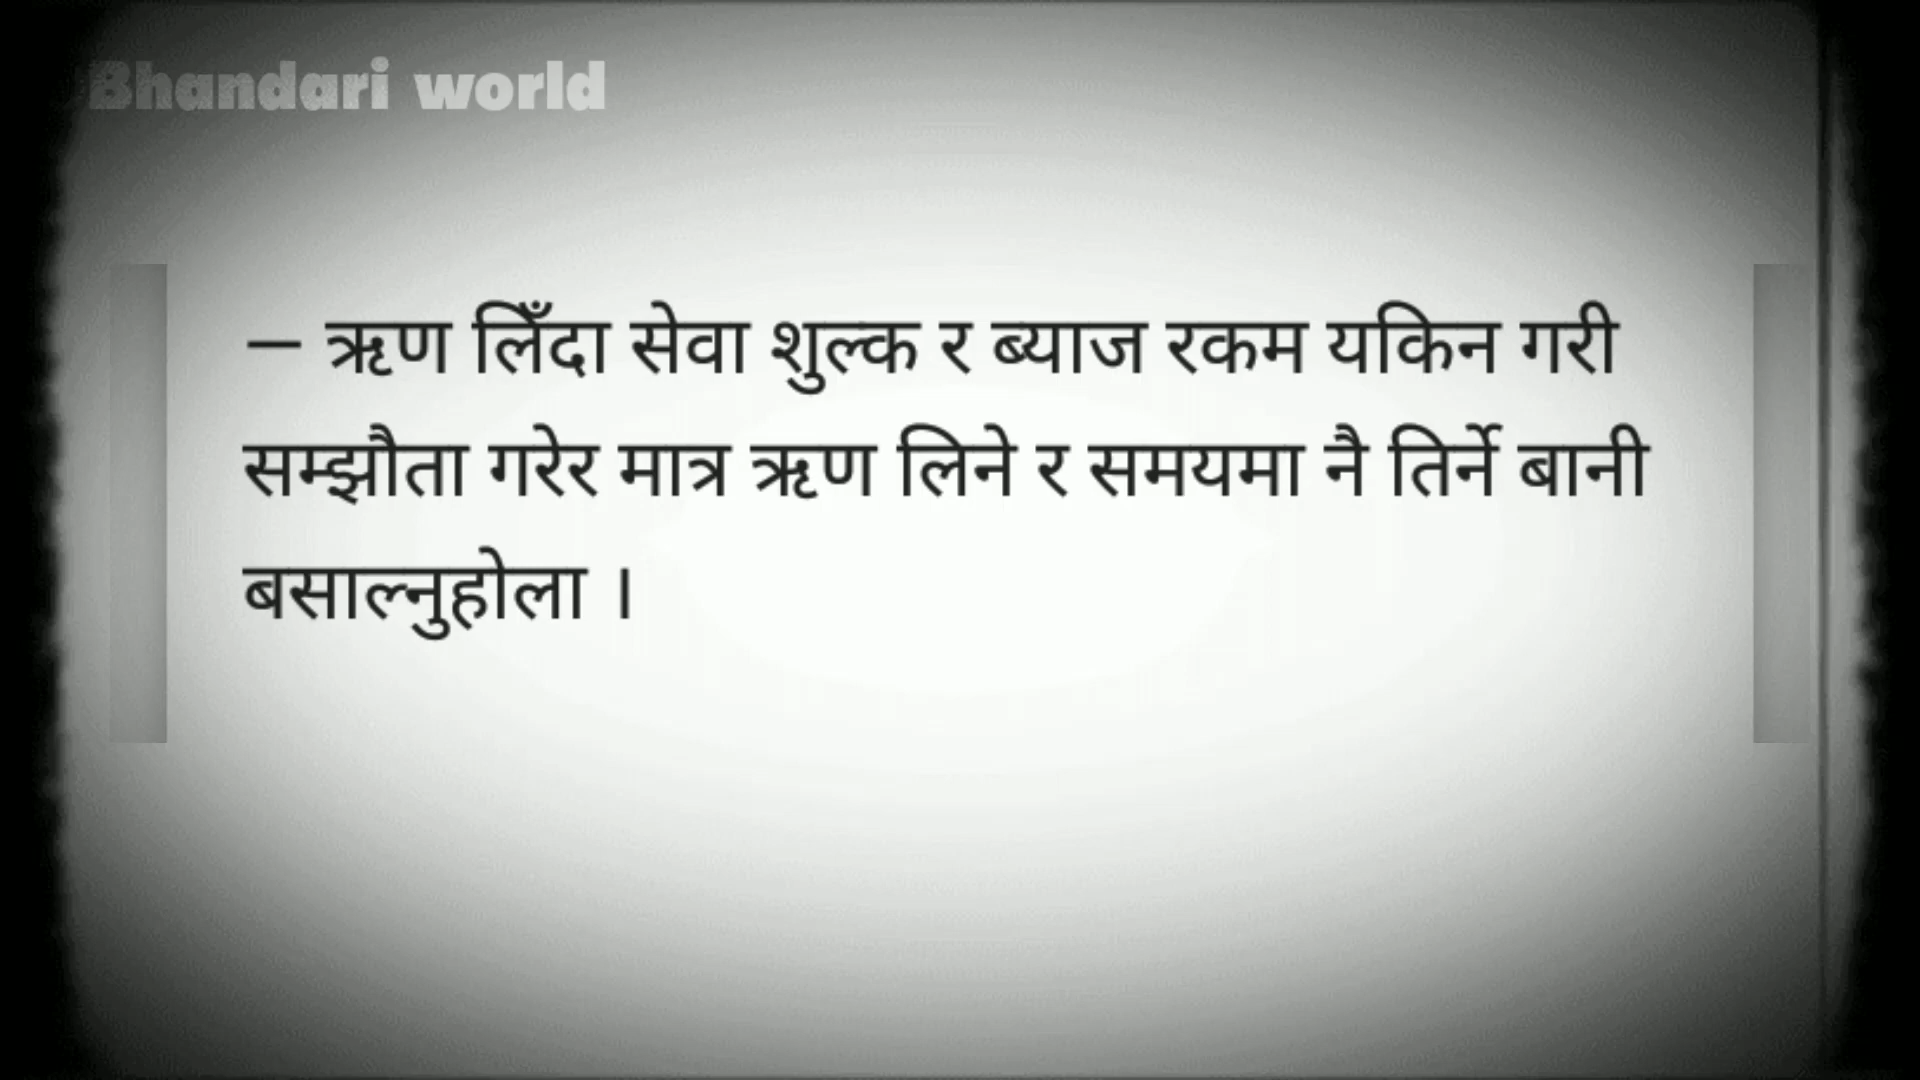 Bhandari world
– ऋण लिँदा सेवा शुल्क र ब्याज रकम यकिन गरी
सम्झौता गरेर मात्र ऋण लिने र समयमा नै तिर्ने बानी
बसाल्नुहोला ।